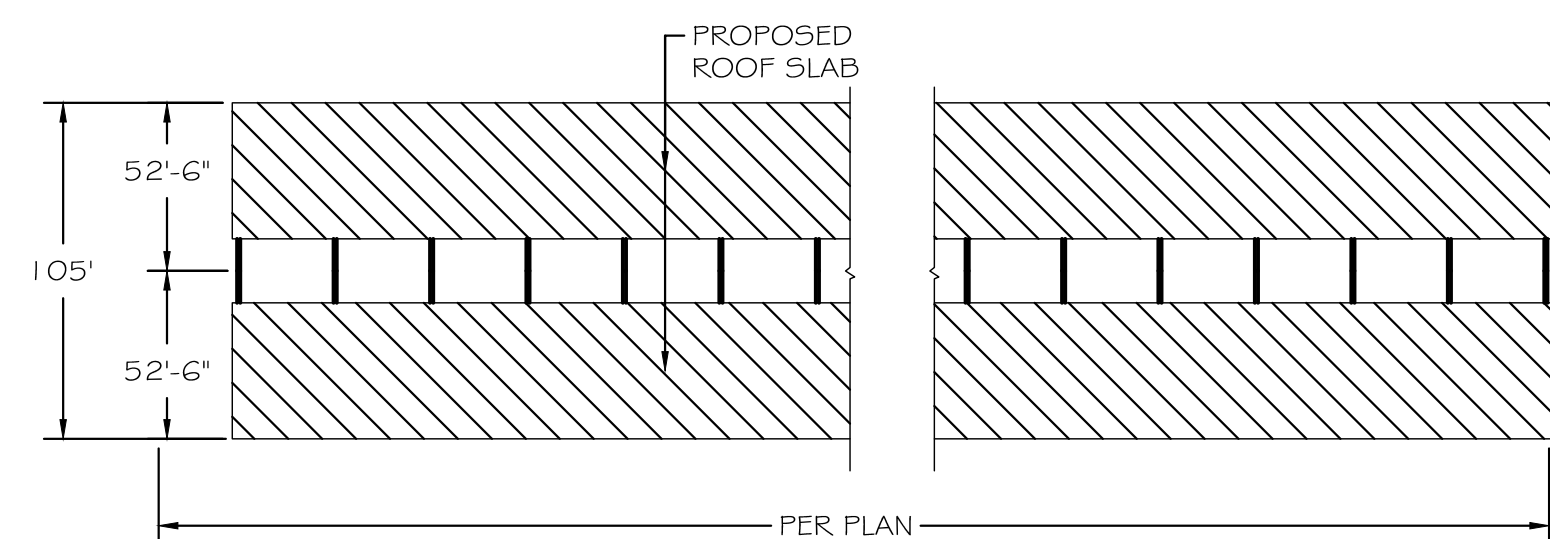 PROPOSED
ROOF SLAB
52'-6"
105'
52'-6"
PER PLAN